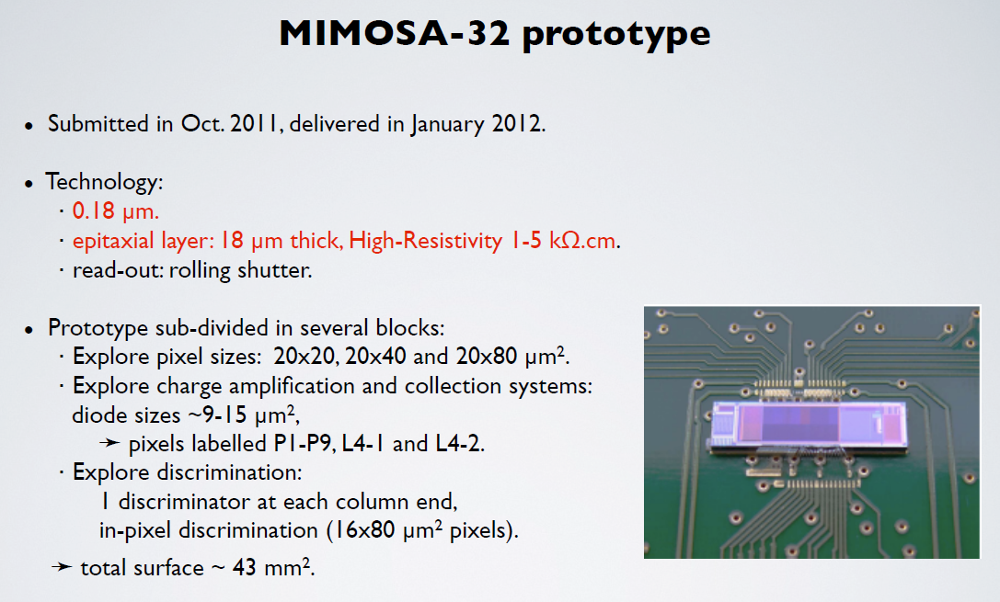 MIMOSA-32 prototype
• Submitted in Oct. 2011, delivered in January 2012.
• Technology:
· 0.18 μm.
· epitaxial layer: 18 μm thick, High-Resistivity 1-5 kΩ.cm.
· read-out: rolling shutter.
• Prototype sub-divided in several blocks:
· Explore pixel sizes: 20x20, 20x40 and 20x80 μm².
· Explore charge amplification and collection systems:
diode sizes ~9-15 μm²,
➛ pixels labelled P1-P9, L4-1 and L4-2.
· Explore discrimination:
1 discriminator at each column end,
in-pixel discrimination (16x80 μm² pixels).
➛ total surface ~ 43 mm².